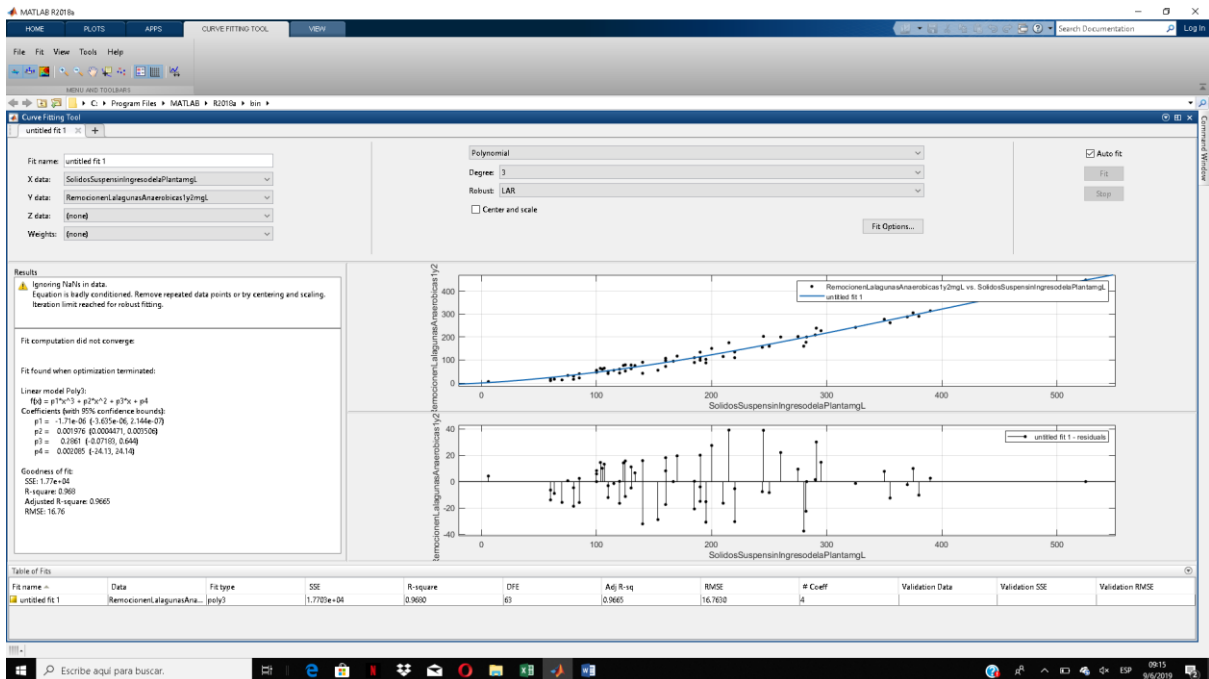 MATLAB R2018a
HOME PLOTS APPS CURVE FITTING TOOL VIEW Search Documentation Log In
File Fit View Tools Help
MENU AND TOOLBARS
C: Program Files MATLAB R2018a bin
Curve Fitting Tool
untitled fit 1
Command Window
Fit name: untitled fit 1
X data: SolidosSuspensinIngresodelaPlantamgL
Y data: RemocionenLalagunasAnaerobicas1y2mgL
Z data: (none)
Weights: (none)
Polynomial
Degree: 3
Robust: LAR
Center and scale
Fit Options...
Auto fit
Fit
Stop
Results
Ignoring NaNs in data.
Equation is badly conditioned. Remove repeated data points or try centering and scaling.
Iteration limit reached for robust fitting.
Fit computation did not converge:
Fit found when optimization terminated:
Linear model Poly3:
f(x) = p1*x^3 + p2*x^2 + p3*x + p4
Coefficients (with 95% confidence bounds):
p1 = -1.71e-06 (-3.635e-06, 2.144e-07)
p2 = 0.001976 (0.0004471, 0.003506)
p3 = 0.2861 (-0.07183, 0.644)
p4 = 0.002085 (-24.13, 24.14)
Goodness of fit:
SSE: 1.77e+04
R-square: 0.968
Adjusted R-square: 0.9665
RMSE: 16.76
RemocionenLalagunasAnaerobicas1y2
400
300
200
100
0
RemocionenLalagunasAnaerobicas1y2mgL vs. SolidosSuspensinIngresodelaPlantamgL
untitled fit 1
0 100 200 300 400 500
SolidosSuspensinIngresodelaPlantamgL
RemocionenLalagunasAnaerobicas1y2
40
20
0
-20
-40
untitled fit 1 - residuals
0 100 200 300 400 500
SolidosSuspensinIngresodelaPlantamgL
Table of Fits
Fit name Data Fit type SSE R-square DFE Adj R-sq RMSE # Coeff Validation Data Validation SSE Validation RMSE
untitled fit 1 RemocionenLalagunasAna... poly3 1.7703e+04 0.9680 63 0.9665 16.7630 4
Escribe aquí para buscar.
ESP
09:15
9/6/2019